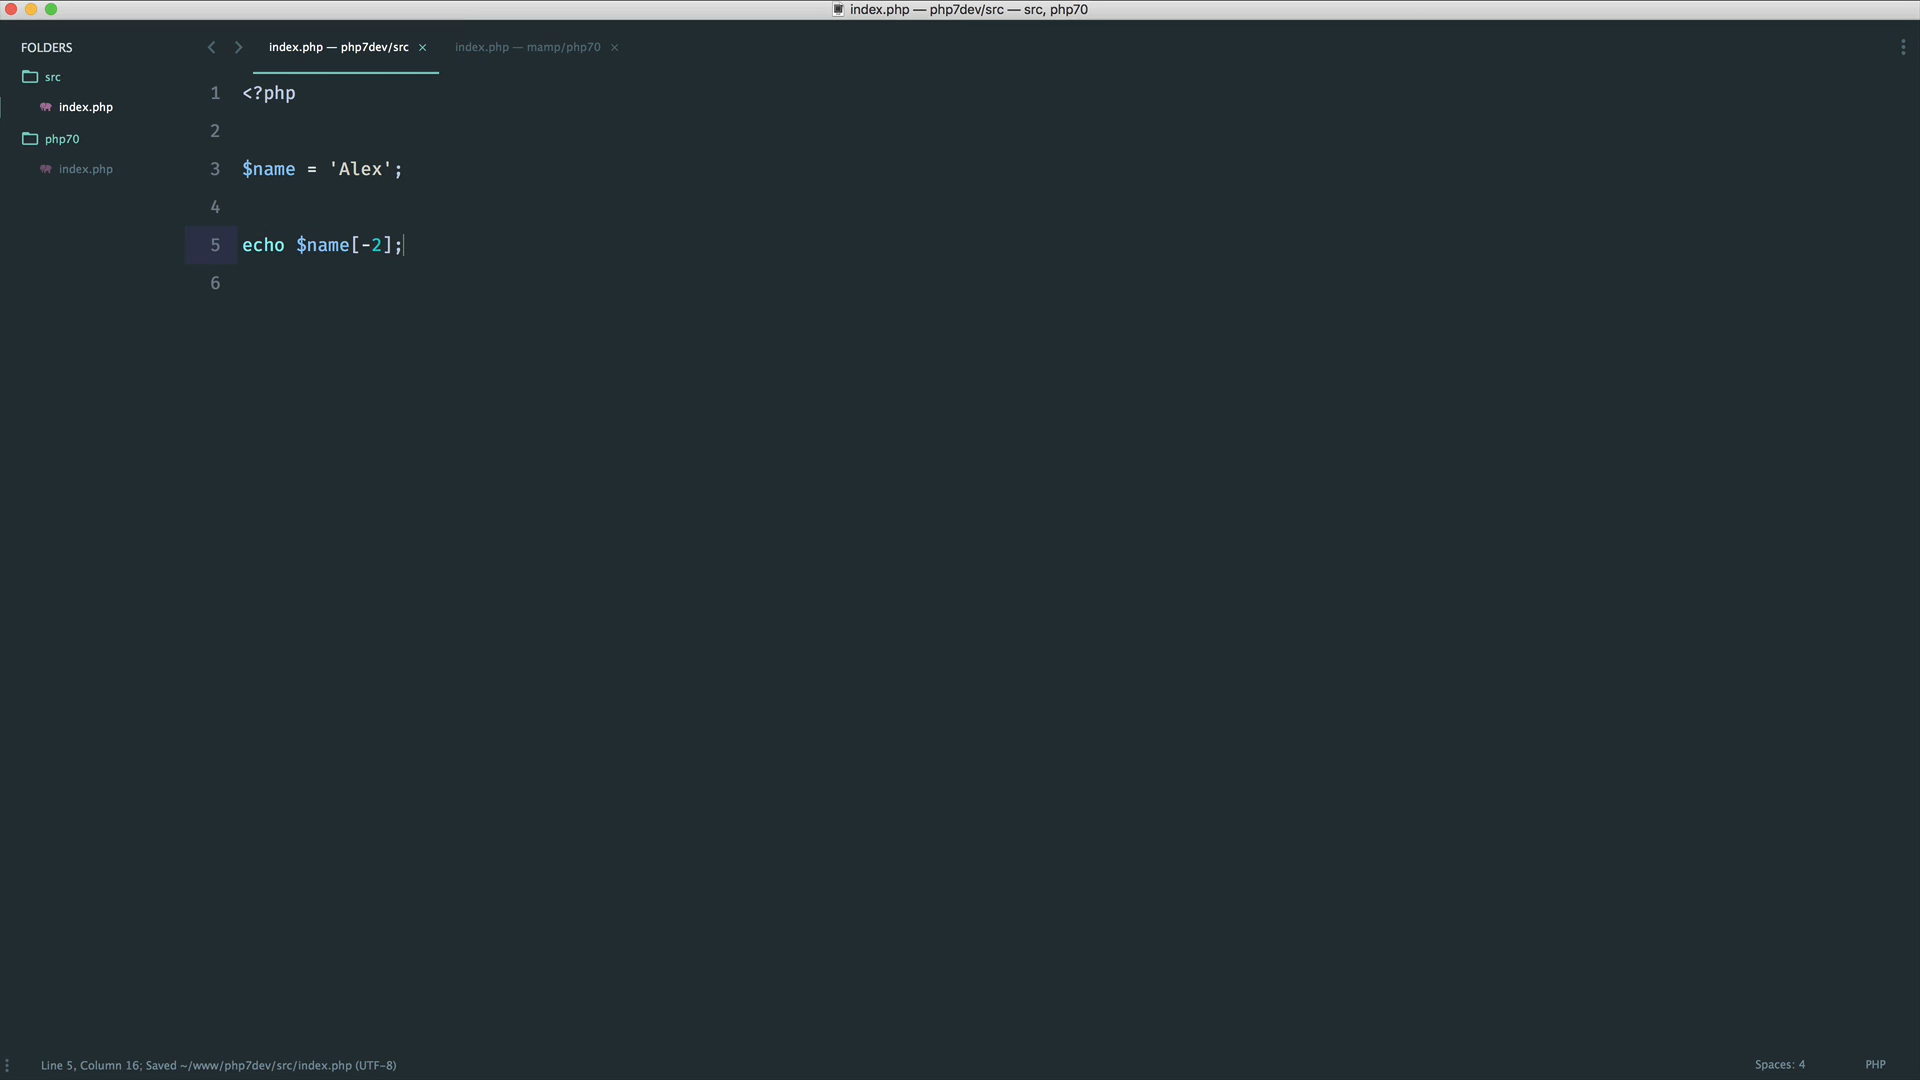 index.php — php7dev/src — src, php70
FOLDERS
src
index.php
php70
index.php
index.php — php7dev/src ×
index.php — mamp/php70 ×
1 <?php
2
3 $name = 'Alex';
4
5 echo $name[-2];
6
Line 5, Column 16; Saved ~/www/php7dev/src/index.php (UTF-8)
Spaces: 4
PHP